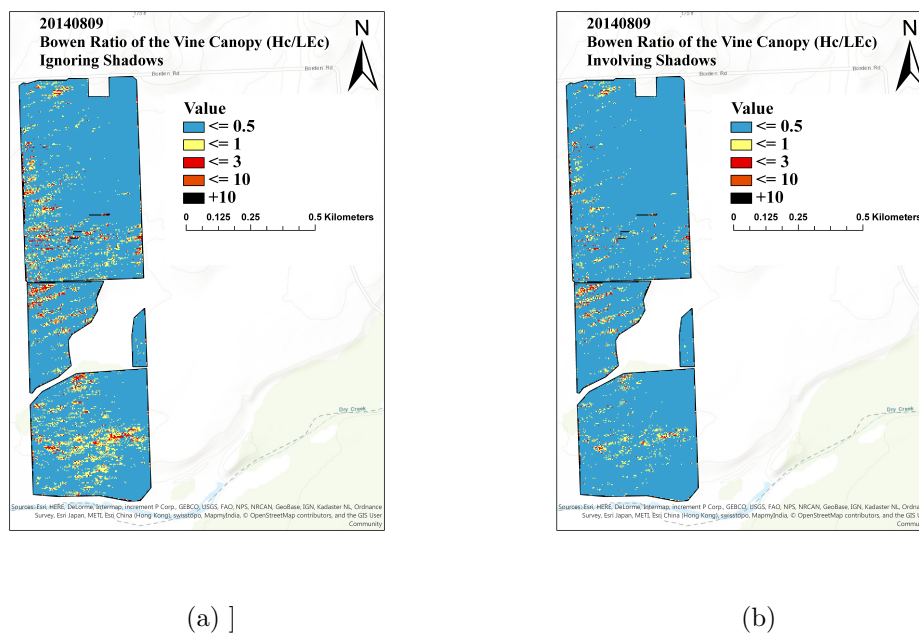 20140809
Bowen Ratio of the Vine Canopy (Hc/LEc)
Ignoring Shadows
N
Borden Rd
Borden Rd
Value
<= 0.5
<= 1
<= 3
<= 10
+10
0 0.125 0.25 0.5 Kilometers
Dry Creek
Sources: Esri, HERE, DeLorme, Intermap, increment P Corp., GEBCO, USGS, FAO, NPS, NRCAN, GeoBase, IGN, Kadaster NL, Ordnance
Survey, Esri Japan, METI, Esri China (Hong Kong), swisstopo, MapmyIndia, © OpenStreetMap contributors, and the GIS User
Community
(a) ]
20140809
Bowen Ratio of the Vine Canopy (Hc/LEc)
Involving Shadows
N
Borden Rd
Borden Rd
Value
<= 0.5
<= 1
<= 3
<= 10
+10
0 0.125 0.25 0.5 Kilometers
Dry Creek
Sources: Esri, HERE, DeLorme, Intermap, increment P Corp., GEBCO, USGS, FAO, NPS, NRCAN, GeoBase, IGN, Kadaster NL, Ordn
Survey, Esri Japan, METI, Esri China (Hong Kong), swisstopo, MapmyIndia, © OpenStreetMap contributors, and the GIS U
Commu
(b)